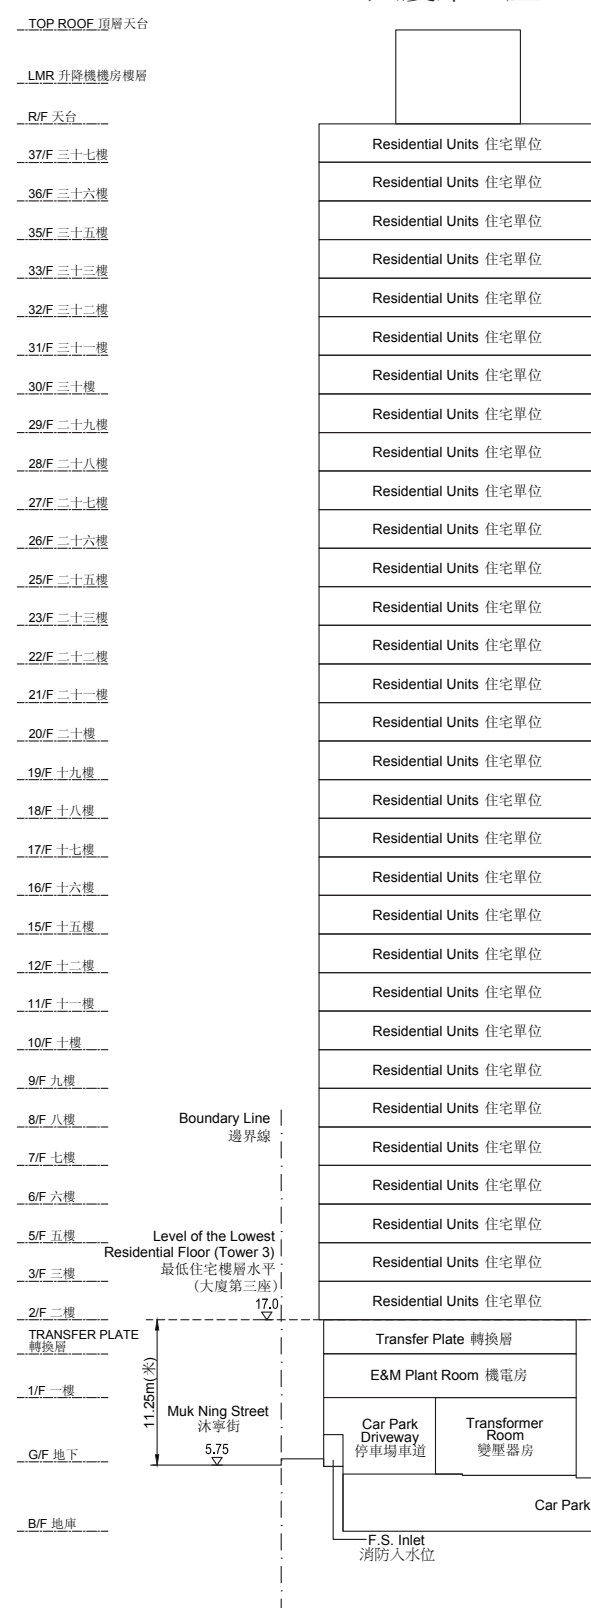 TOP ROOF 頂層天台
LMR 升降機機房樓層
R/F 天台
Residential Units 住宅單位
37/F 三十七樓
Residential Units 住宅單位
36/F 三十六樓
Residential Units 住宅單位
35/F 三十五樓
Residential Units 住宅單位
33/F 三十三樓
Residential Units 住宅單位
32/F 三十二樓
Residential Units 住宅單位
31/F 三十一樓
Residential Units 住宅單位
30/F 三十樓
Residential Units 住宅單位
29/F 二十九樓
Residential Units 住宅單位
28/F 二十八樓
Residential Units 住宅單位
27/F 二十七樓
Residential Units 住宅單位
26/F 二十六樓
Residential Units 住宅單位
25/F 二十五樓
Residential Units 住宅單位
23/F 二十三樓
Residential Units 住宅單位
22/F 二十二樓
Residential Units 住宅單位
21/F 二十一樓
Residential Units 住宅單位
20/F 二十樓
Residential Units 住宅單位
19/F 十九樓
Residential Units 住宅單位
18/F 十八樓
Residential Units 住宅單位
17/F 十七樓
Residential Units 住宅單位
16/F 十六樓
Residential Units 住宅單位
15/F 十五樓
Residential Units 住宅單位
12/F 十二樓
Residential Units 住宅單位
11/F 十一樓
Residential Units 住宅單位
10/F 十樓
Residential Units 住宅單位
9/F 九樓
Residential Units 住宅單位
8/F 八樓
Boundary Line
邊界線
Residential Units 住宅單位
7/F 七樓
Residential Units 住宅單位
6/F 六樓
Residential Units 住宅單位
5/F 五樓
Level of the Lowest
Residential Floor (Tower 3)
最低住宅樓層水平
(大廈第三座)
Residential Units 住宅單位
3/F 三樓
Residential Units 住宅單位
17.0
2/F 二樓
TRANSFER PLATE
轉換層
Transfer Plate 轉換層
E&M Plant Room 機電房
1/F 一樓
11.25m(米)
Muk Ning Street
沐寧街
5.75
Car Park
Driveway
停車場車道
Transformer
Room
變壓器房
G/F 地下
Car Park
B/F 地庫
F.S. Inlet
消防入水位